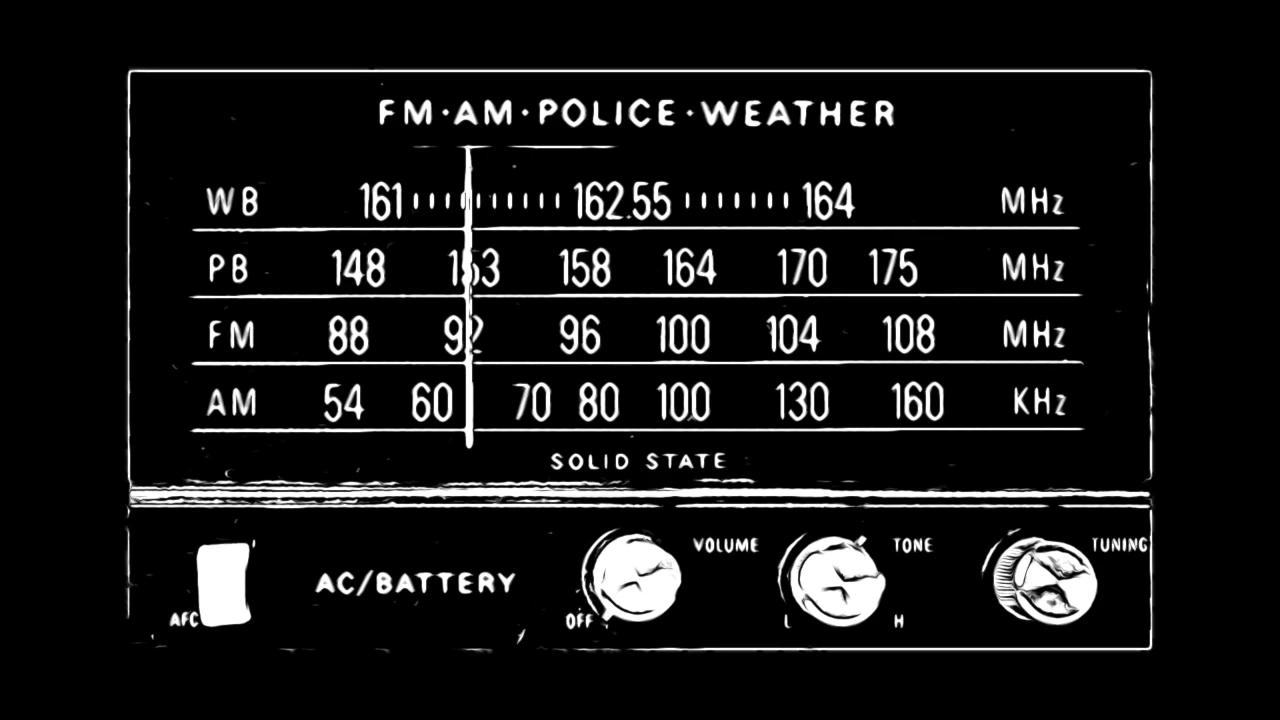 FM·AM·POLICE·WEATHER
WB 161 162.55 164 MHz
PB 148 153 158 164 170 175 MHz
FM 88 92 96 100 104 108 MHz
AM 54 60 70 80 100 130 160 KHz
SOLID STATE
VOLUME TONE TUNING
AC/BATTERY
AFC OFF L H